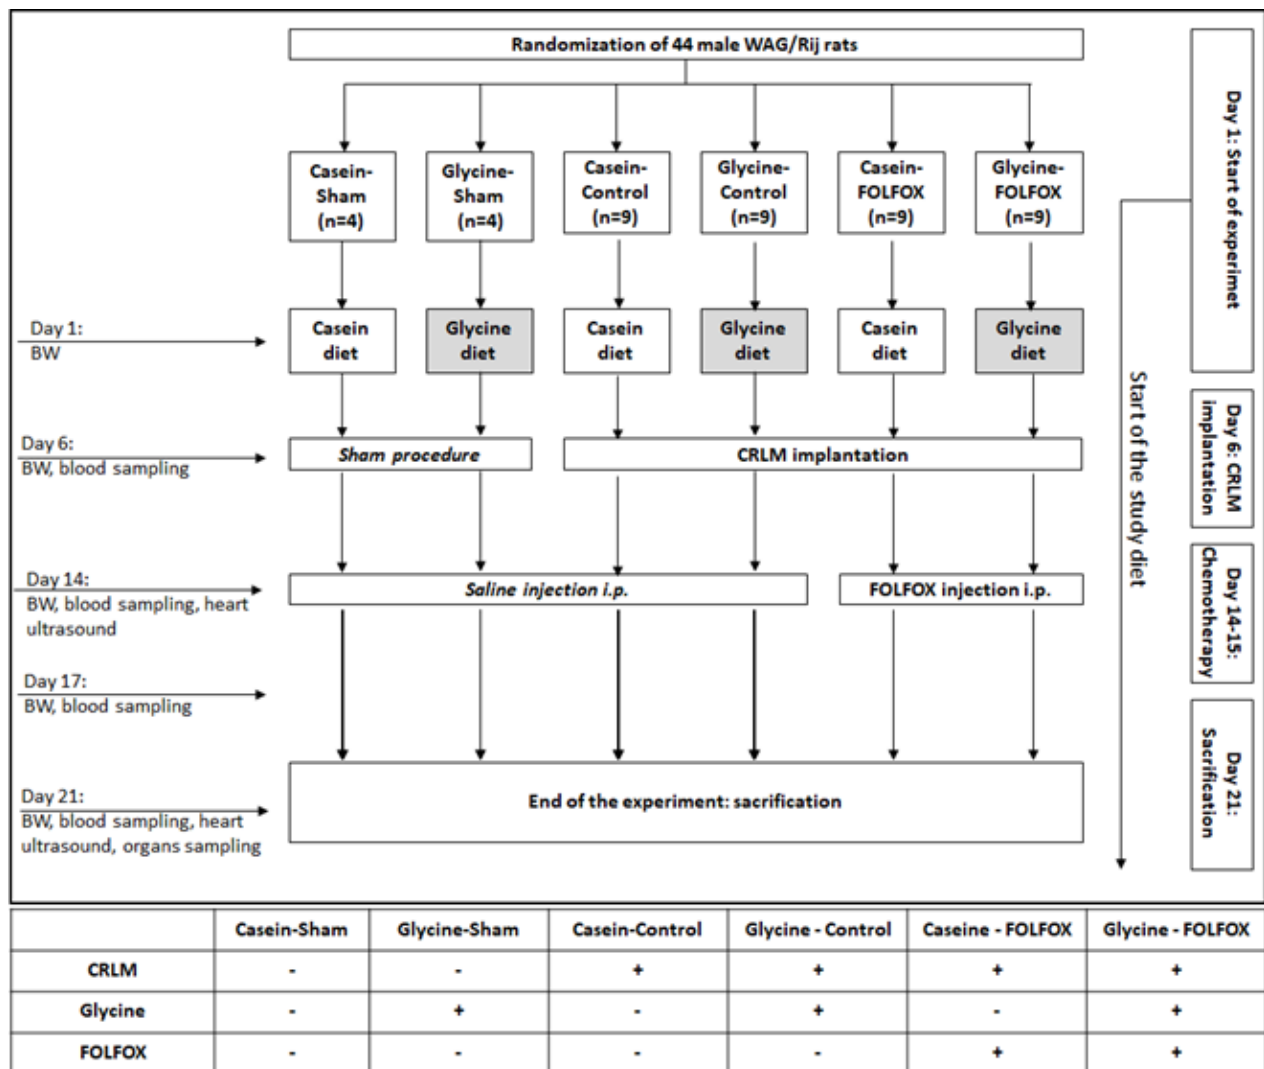 Randomization of 44 male WAG/Rij rats
Casein-
Sham
(n=4)
Glycine-
Sham
(n=4)
Casein-
Control
(n=9)
Glycine-
Control
(n=9)
Casein-
FOLFOX
(n=9)
Glycine-
FOLFOX
(n=9)
Day 1:
BW
Casein
diet
Glycine
diet
Casein
diet
Glycine
diet
Casein
diet
Glycine
diet
Day 6:
BW, blood sampling
Sham procedure
CRLM implantation
Day 14:
BW, blood sampling, heart
ultrasound
Saline injection i.p.
FOLFOX injection i.p.
Day 17:
BW, blood sampling
Day 21:
BW, blood sampling, heart
ultrasound, organs sampling
End of the experiment: sacrification
Start of the study diet
Day 1: Start of experimet
Day 6: CRLM
implantation
Day 14-15:
Chemotherapy
Day 21:
Sacrification
Casein-Sham Glycine-Sham Casein-Control Glycine - Control Caseine - FOLFOX Glycine - FOLFOX
CRLM - - + + + +
Glycine - + - + - +
FOLFOX - - - - + +